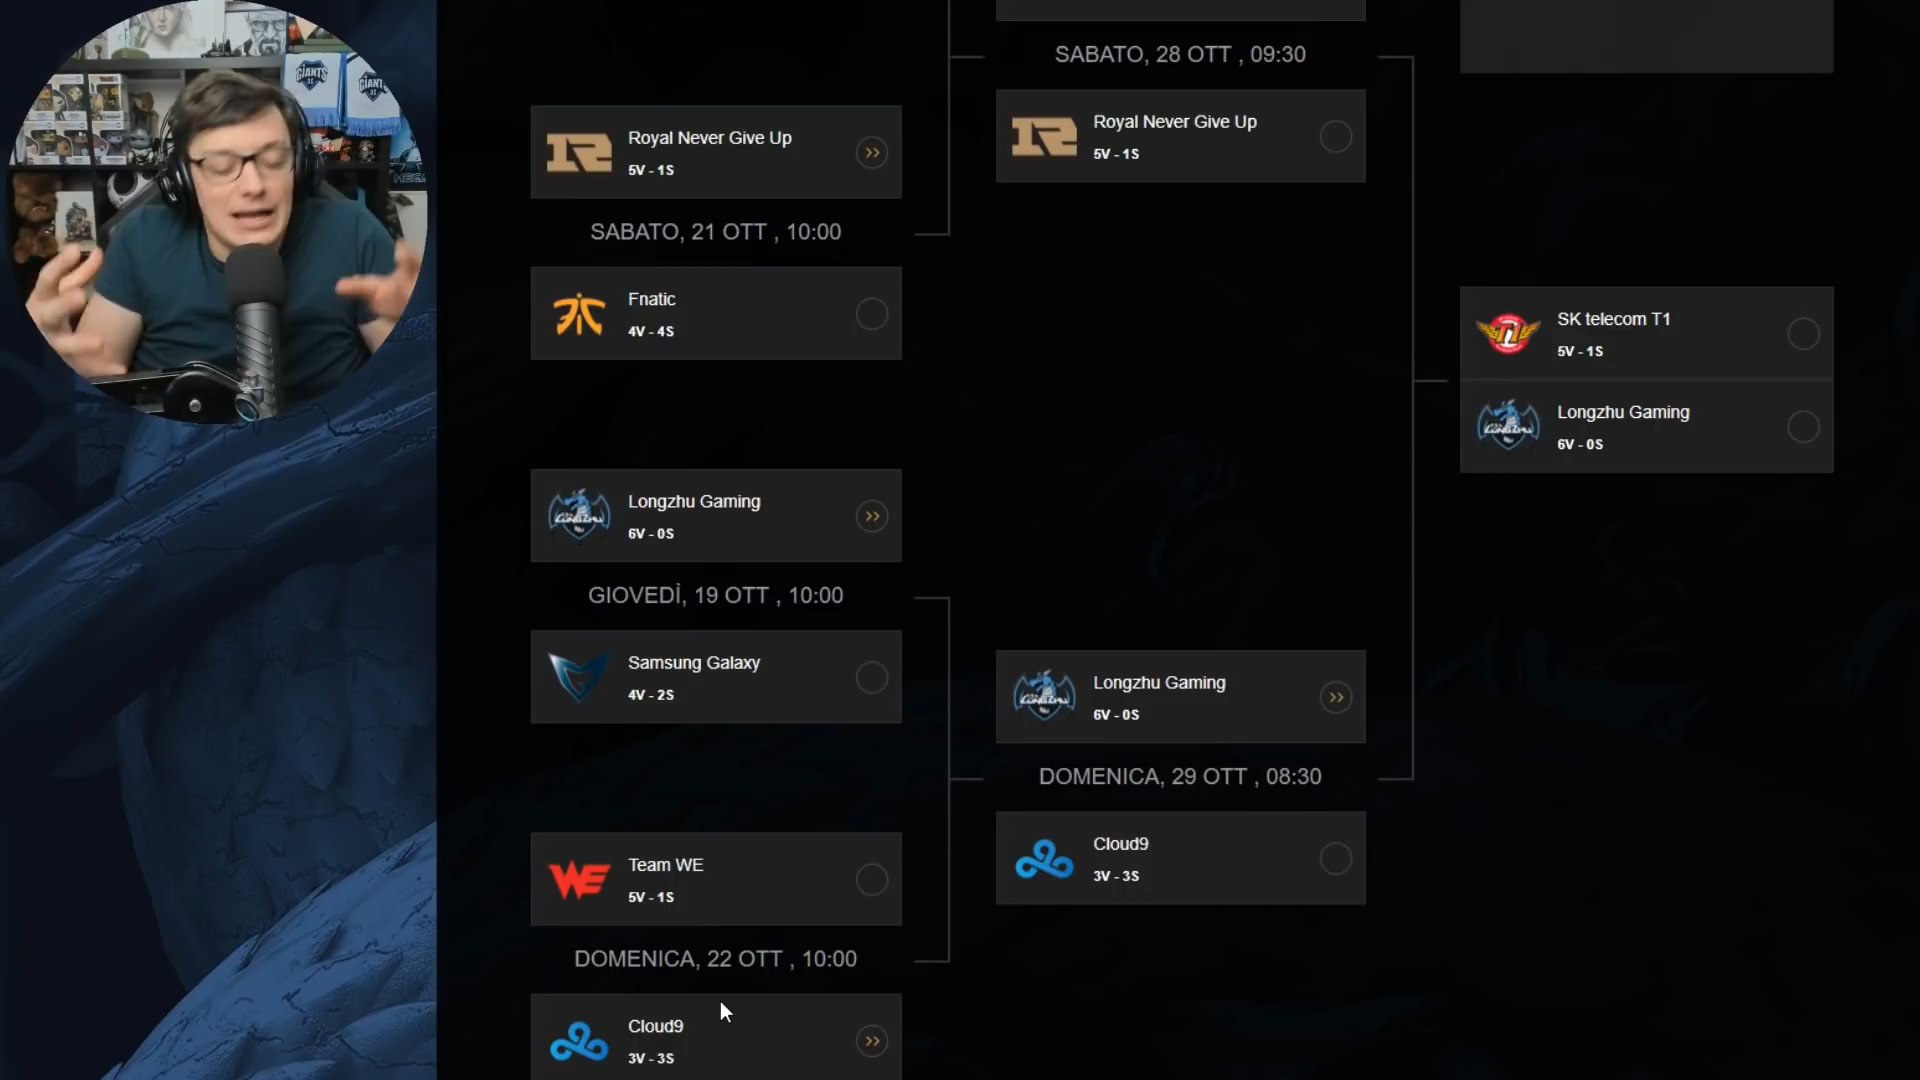 GIANTS
GIANT
SABATO, 28 OTT , 09:30
Royal Never Give Up
5V - 1S
SABATO, 21 OTT , 10:00
Fnatic
4V - 4S
Royal Never Give Up
5V - 1S
SK telecom T1
5V - 1S
Longzhu Gaming
6V - 0S
Longzhu Gaming
6V - 0S
GIOVEDÌ, 19 OTT , 10:00
Samsung Galaxy
4V - 2S
Longzhu Gaming
6V - 0S
DOMENICA, 29 OTT , 08:30
Cloud9
3V - 3S
Team WE
5V - 1S
DOMENICA, 22 OTT , 10:00
Cloud9
3V - 3S